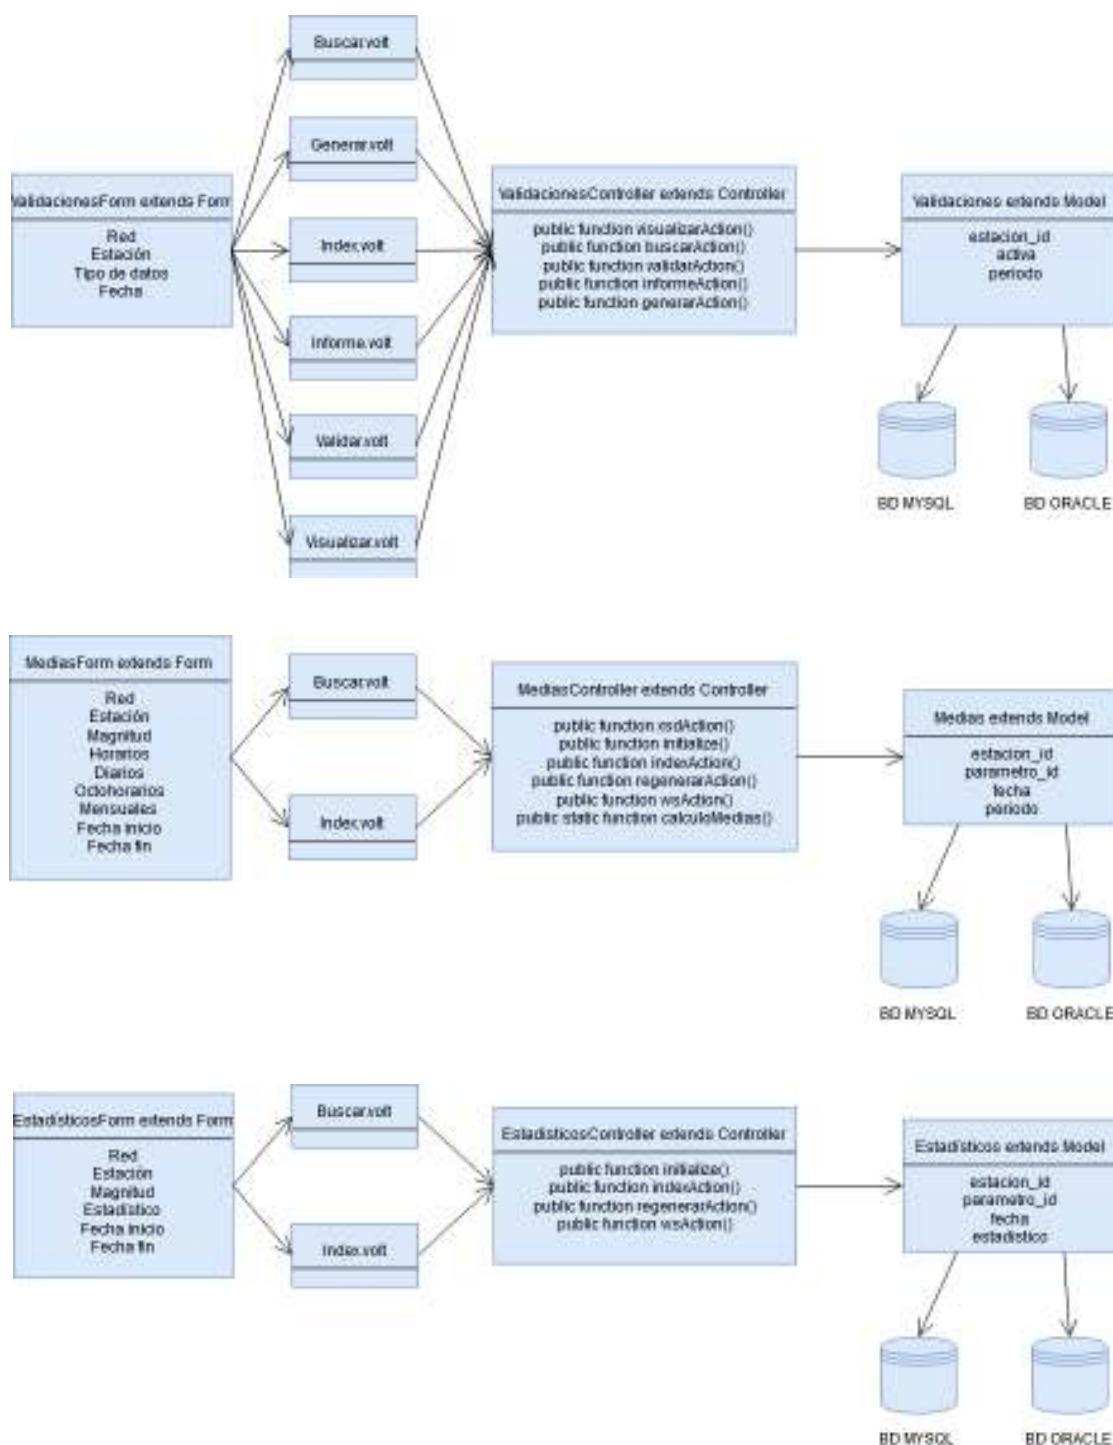 Buscar.volt
Generar.volt
Index.volt
Informe.volt
Validar.volt
Visualizar.volt
ValidacionesForm extends Form
Red
Estación
Tipo de datos
Fecha
ValidacionesController extends Controller
public function visualizarAction()
public function buscarAction()
public function validarAction()
public function informeAction()
public function generarAction()
Validaciones extends Model
estacion_id
activa
periodo
BD MYSQL
BD ORACLE
MediasForm extends Form
Red
Estación
Magnitud
Horarios
Diarios
Octohorarios
Mensuales
Fecha inicio
Fecha fin
Buscar.volt
Index.volt
MediasController extends Controller
public function xsdAction()
public function initialize()
public function indexAction()
public function regenerarAction()
public function wsAction()
public static function calculoMedias()
Medias extends Model
estacion_id
parametro_id
fecha
periodo
BD MYSQL
BD ORACLE
EstadísticosForm extends Form
Red
Estación
Magnitud
Estadístico
Fecha inicio
Fecha fin
Buscar.volt
Index.volt
EstadísticosController extends Controller
public function initialize()
public function indexAction()
public function regenerarAction()
public function wsAction()
Estadísticos extends Model
estacion_id
parametro_id
fecha
estadistico
BD MYSQL
BD ORACLE